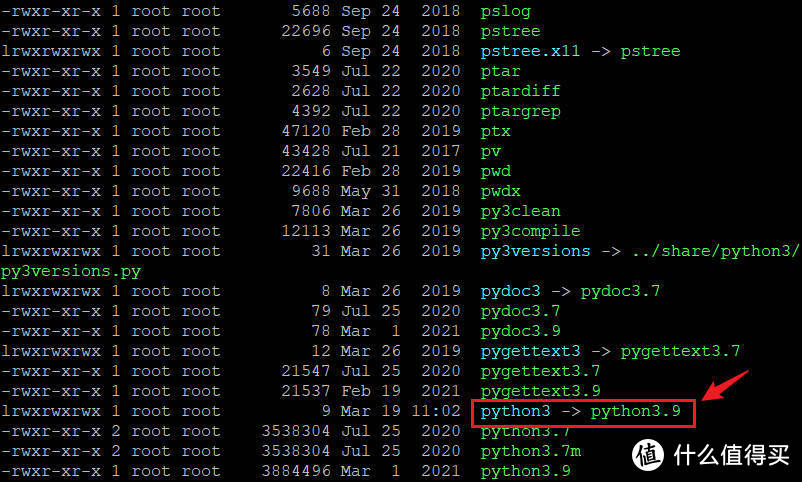 -rwxr-xr-x 1 root root 5688 Sep 24 2018 pslog
-rwxr-xr-x 1 root root 22696 Sep 24 2018 pstree
lrwxrwxrwx 1 root root 6 Sep 24 2018 pstree.x11 -> pstree
-rwxr-xr-x 1 root root 3549 Jul 22 2020 ptar
-rwxr-xr-x 1 root root 2628 Jul 22 2020 ptardiff
-rwxr-xr-x 1 root root 4392 Jul 22 2020 ptargrep
-rwxr-xr-x 1 root root 47120 Feb 28 2019 ptx
-rwxr-xr-x 1 root root 43428 Jul 21 2017 pv
-rwxr-xr-x 1 root root 22416 Feb 28 2019 pwd
-rwxr-xr-x 1 root root 9688 May 31 2018 pwdx
-rwxr-xr-x 1 root root 7806 Mar 26 2019 py3clean
-rwxr-xr-x 1 root root 12113 Mar 26 2019 py3compile
lrwxrwxrwx 1 root root 31 Mar 26 2019 py3versions -> ../share/python3/
py3versions.py
lrwxrwxrwx 1 root root 8 Mar 26 2019 pydoc3 -> pydoc3.7
-rwxr-xr-x 1 root root 79 Jul 25 2020 pydoc3.7
-rwxr-xr-x 1 root root 78 Mar 1 2021 pydoc3.9
lrwxrwxrwx 1 root root 12 Mar 26 2019 pygettext3 -> pygettext3.7
-rwxr-xr-x 1 root root 21547 Jul 25 2020 pygettext3.7
-rwxr-xr-x 1 root root 21537 Feb 19 2021 pygettext3.9
lrwxrwxrwx 1 root root 9 Mar 19 11:02 python3 -> python3.9
-rwxr-xr-x 2 root root 3538304 Jul 25 2020 python3.7
-rwxr-xr-x 2 root root 3538304 Jul 25 2020 python3.7m
-rwxr-xr-x 1 root root 3884496 Mar 1 2021 python3.9
值 什么值得买